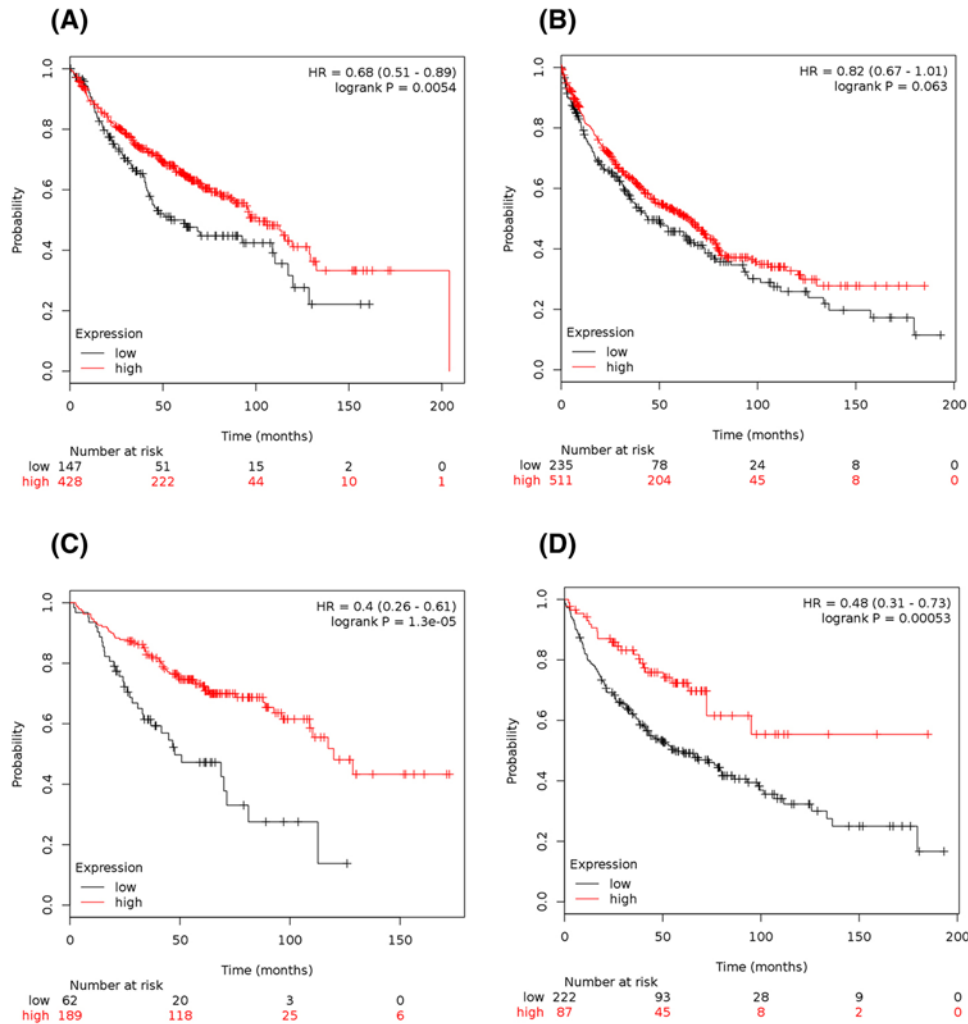 (A)
HR = 0.68 (0.51 - 0.89)
logrank P = 0.0054
Probability
1.0
0.8
0.6
0.4
0.2
0.0
Expression
low
high
0 50 100 150 200
Time (months)
Number at risk
low 147 51 15 2 0
high 428 222 44 10 1
(B)
HR = 0.82 (0.67 - 1.01)
logrank P = 0.063
Probability
1.0
0.8
0.6
0.4
0.2
0.0
Expression
low
high
0 50 100 150 200
Time (months)
Number at risk
low 235 78 24 8 0
high 511 204 45 8 0
(C)
HR = 0.4 (0.26 - 0.61)
logrank P = 1.3e-05
Probability
1.0
0.8
0.6
0.4
0.2
0.0
Expression
low
high
0 50 100 150
Time (months)
Number at risk
low 62 20 3 0
high 189 118 25 6
(D)
HR = 0.48 (0.31 - 0.73)
logrank P = 0.00053
Probability
1.0
0.8
0.6
0.4
0.2
0.0
Expression
low
high
0 50 100 150 200
Time (months)
Number at risk
low 222 93 28 9 0
high 87 45 8 2 0